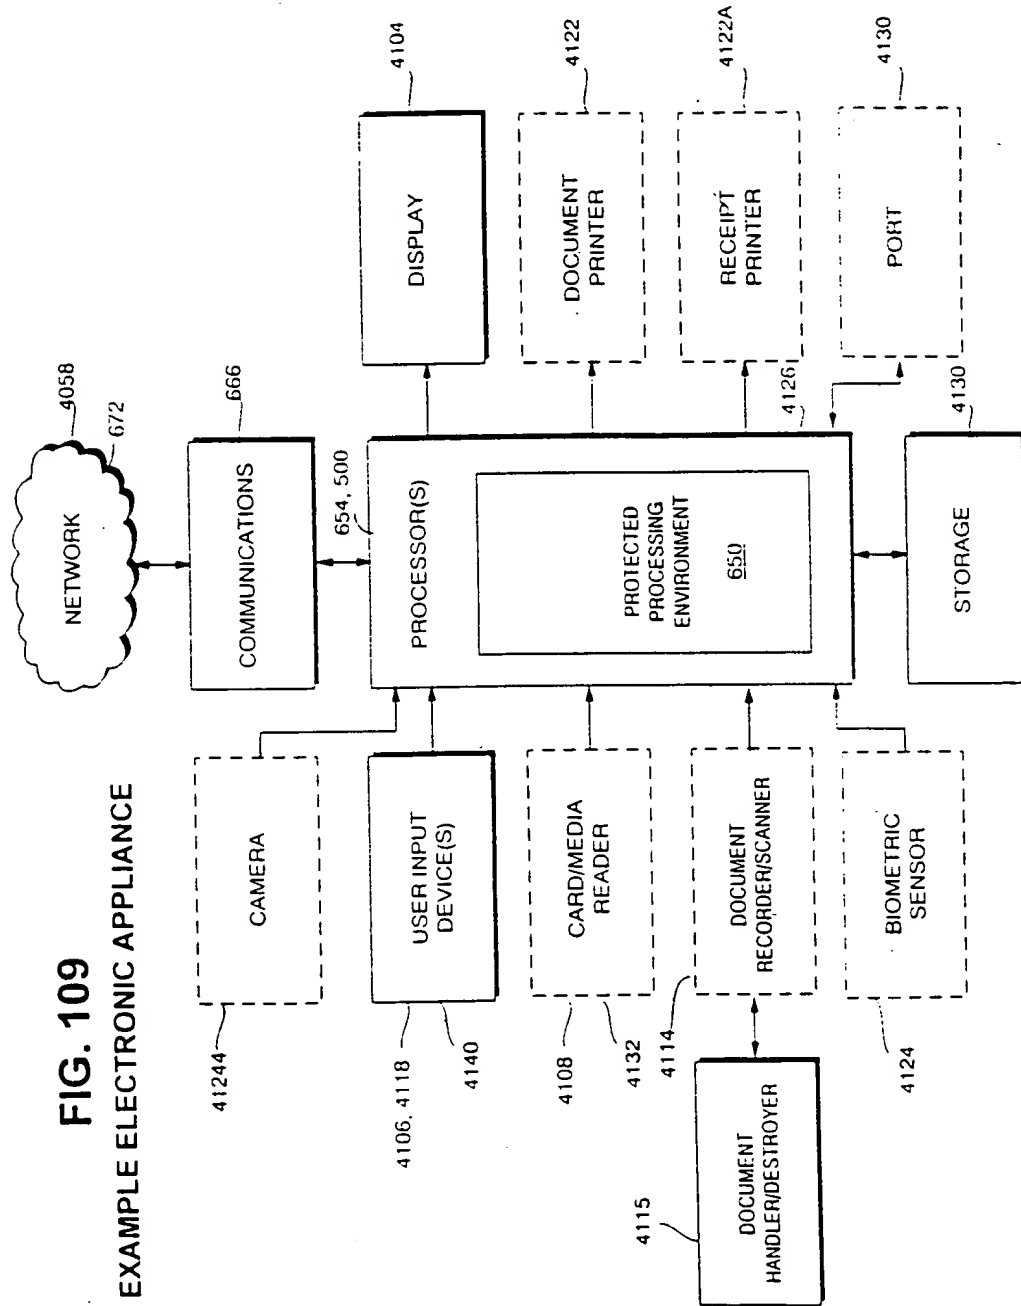 FIG. 109
EXAMPLE ELECTRONIC APPLIANCE
NETWORK
4058
672
COMMUNICATIONS
666
654, 500
PROCESSOR(S)
PROTECTED
PROCESSING
ENVIRONMENT
650
4126
CAMERA
41244
USER INPUT
DEVICE(S)
4106, 4118
4140
CARD/MEDIA
READER
4108
4132
DOCUMENT
RECORDER/SCANNER
4114
DOCUMENT
HANDLER/DESTROYER
4115
BIOMETRIC
SENSOR
4124
DISPLAY
4104
DOCUMENT
PRINTER
4122
RECEIPT
PRINTER
4122A
PORT
4130
STORAGE
4130